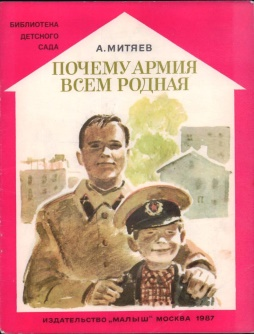 БИБЛИОТЕКА
ДЕТСКОГО
САДА
А. МИТЯЕВ
ПОЧЕМУ АРМИЯ
ВСЕМ РОДНАЯ
ИЗДАТЕЛЬСТВО „МАЛЫШ" МОСКВА 1987